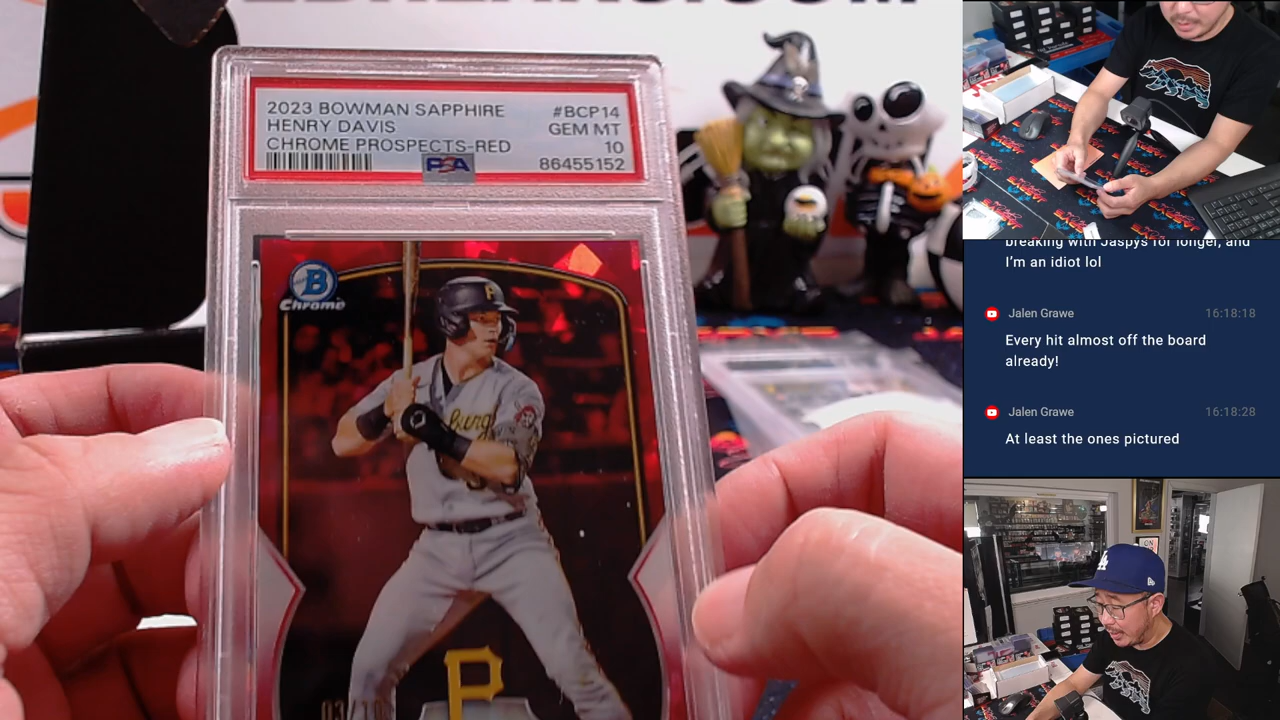 2023 BOWMAN SAPPHIRE #BCP14
HENRY DAVIS GEM MT
CHROME PROSPECTS-RED 10
PSA 86455152
B
Chrome
P
burg
P
breaking with Jaspys for longer, and
I'm an idiot lol
Jalen Grawe 16:18:18
Every hit almost off the board
already!
Jalen Grawe 16:18:28
At least the ones pictured